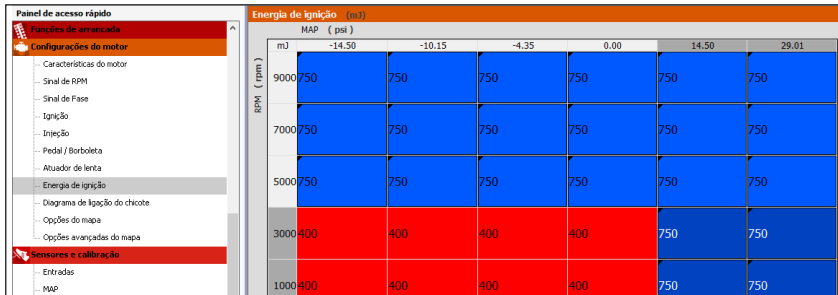 Painel de acesso rápido
Funções de arrancada
Configurações do motor
Características do motor
Sinal de RPM
Sinal de Fase
Ignição
Injeção
Pedal / Borboleta
Atuador de lenta
Energia de ignição
Diagrama de ligação do chicote
Opções do mapa
Opções avançadas do mapa
Sensores e calibração
Entradas
MAP
Energia de ignição (mJ)
MAP ( psi )
mJ -14.50 -10.15 -4.35 0.00 14.50 29.01
RPM ( rpm )
9000 750 750 750 750 750 750
7000 750 750 750 750 750 750
5000 750 750 750 750 750 750
3000 400 400 400 400 750 750
1000 400 400 400 400 750 750